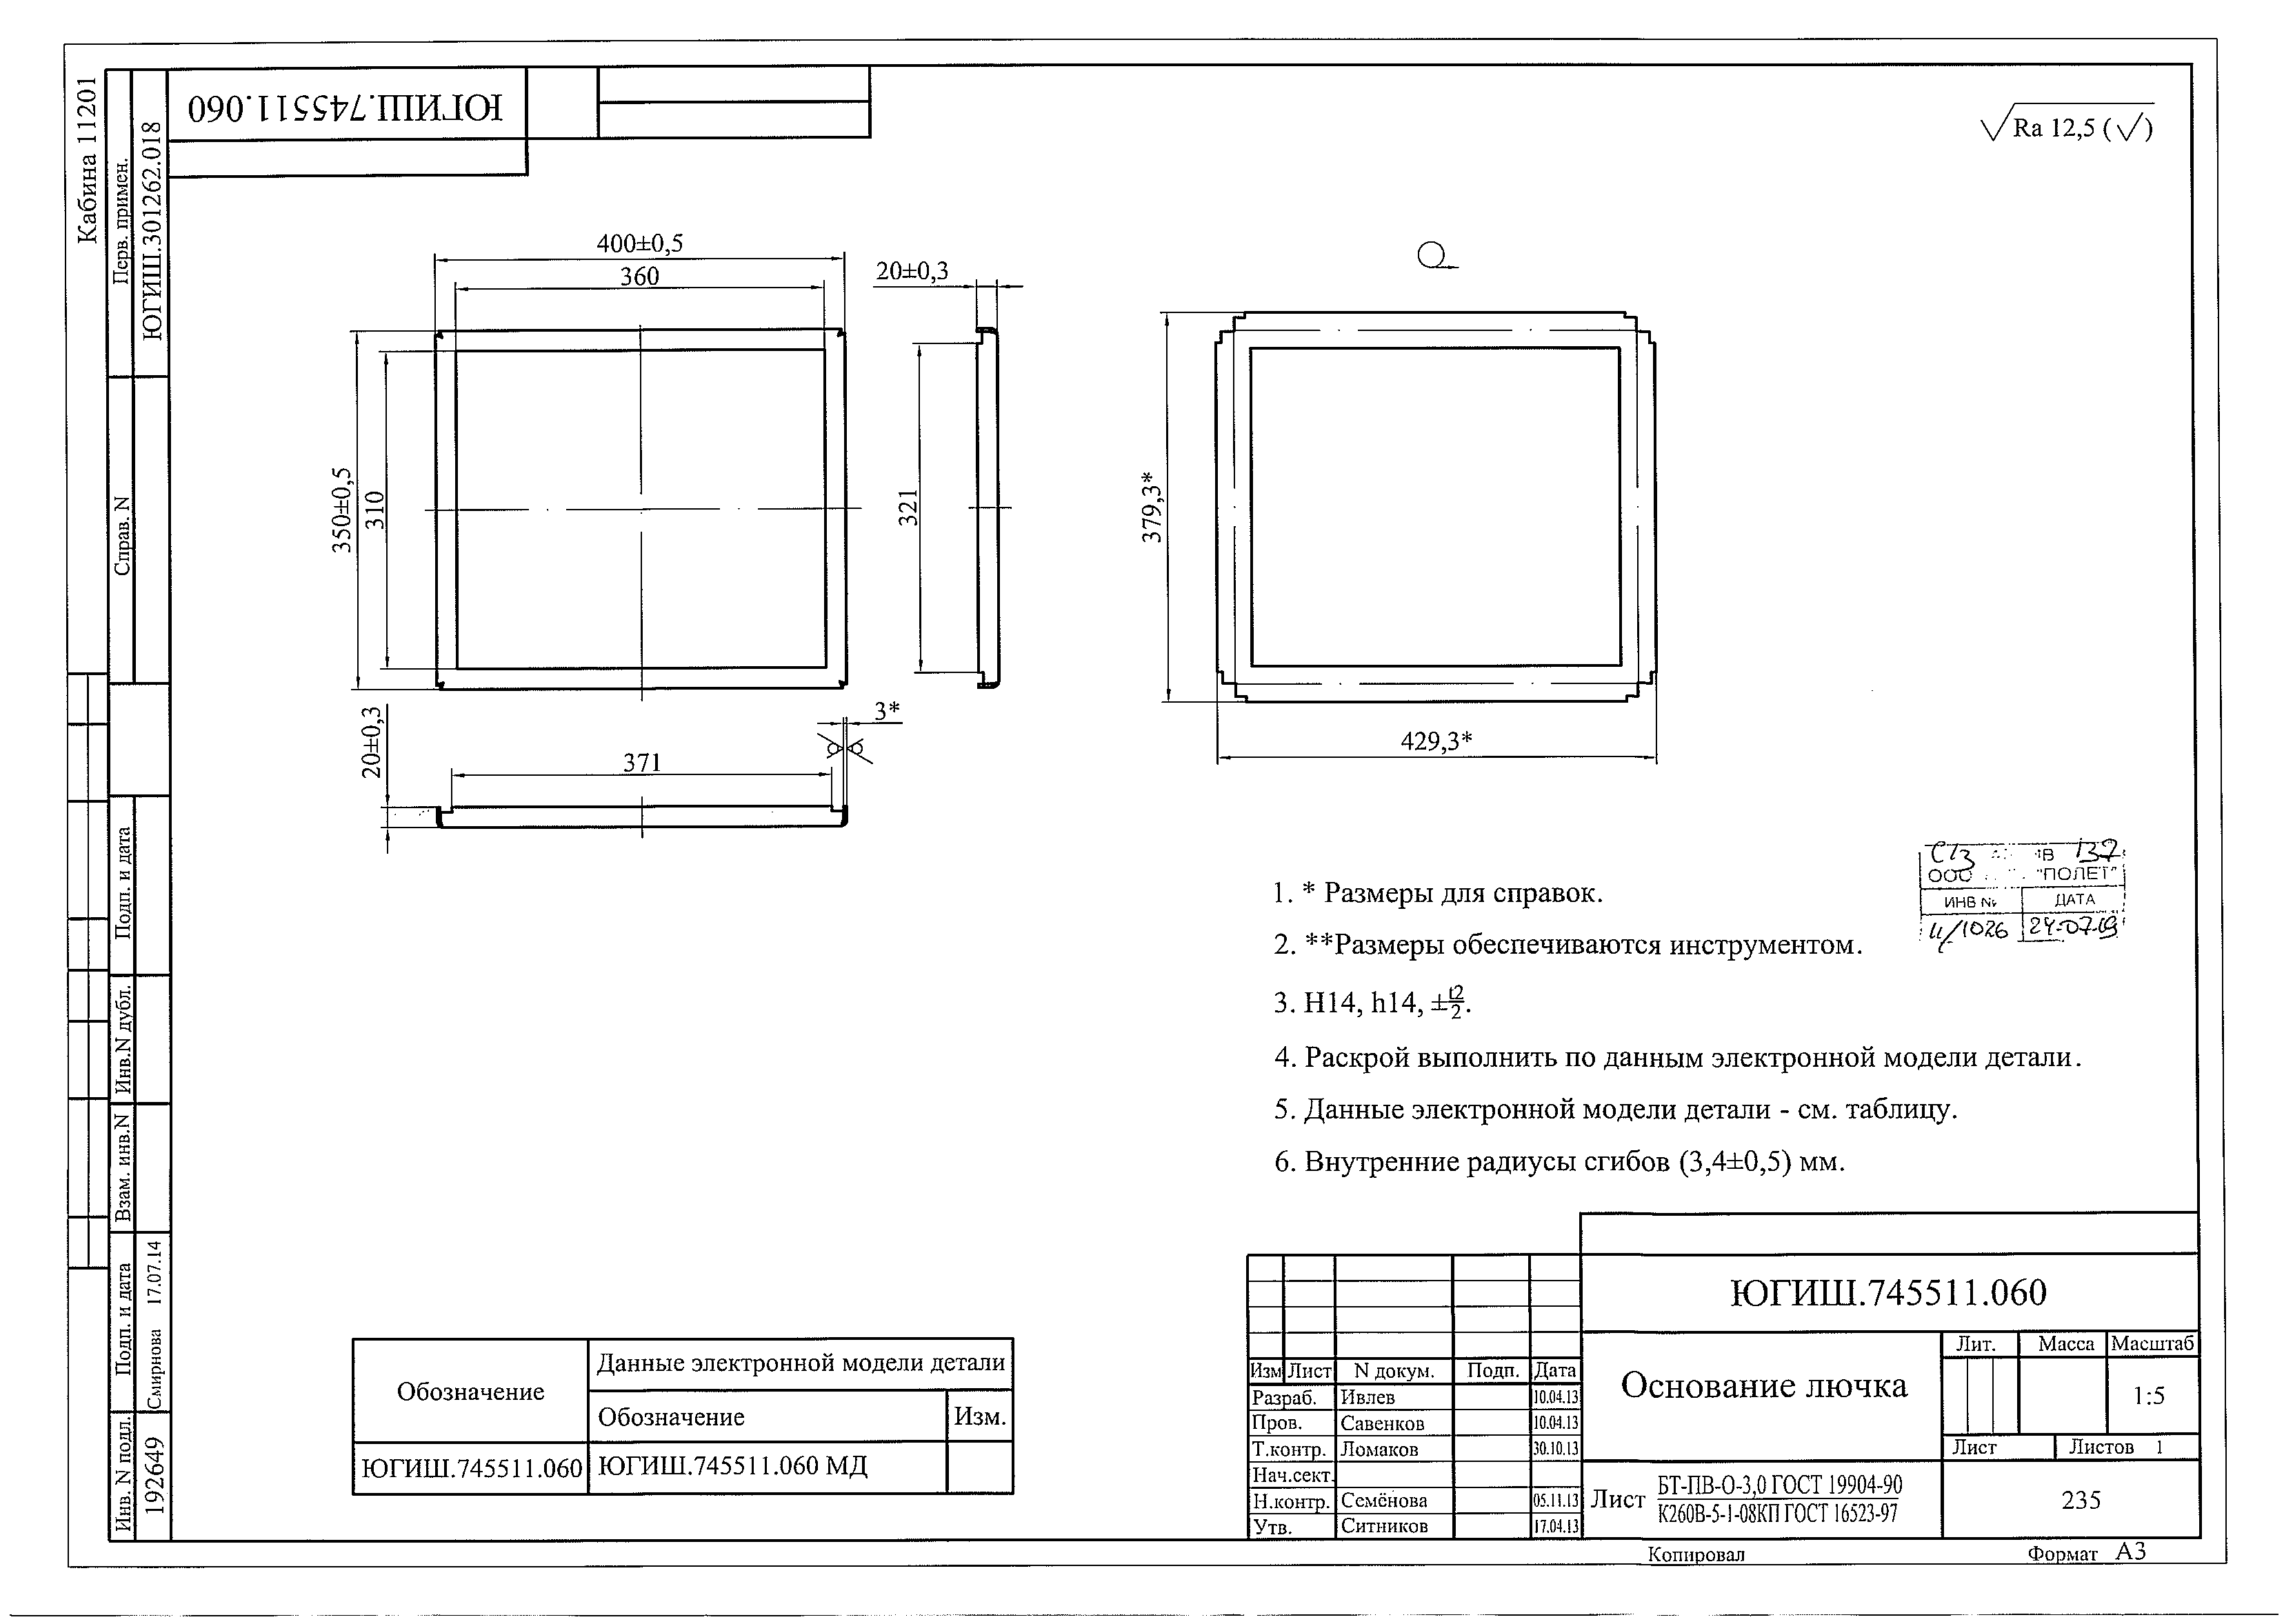 Кабина 11201
Перв. примен.
ЮГИШ.301262.018
Справ. N
Подп. и дата
Инв.N дубл.
Взам. инв.N
Подп. и дата
Смирнова 17.07.14
Инв. N подл.
192649
ЮГИШ.745511.060
Ra 12,5 (√)
400±0,5
360
20±0,3
350±0,5
310
321
379,3*
429,3*
20±0,3
3*
371
1. * Размеры для справок.
2. **Размеры обеспечиваются инструментом.
3. H14, h14, ±t2/2.
4. Раскрой выполнить по данным электронной модели детали.
5. Данные электронной модели детали - см. таблицу.
6. Внутренние радиусы сгибов (3,4±0,5) мм.
137
ООО "ПОЛЕТ"
ИНВ № ДАТА
и/1026 24.07.19
Обозначение
Данные электронной модели детали
Обозначение Изм.
ЮГИШ.745511.060 ЮГИШ.745511.060 МД
ЮГИШ.745511.060
Изм Лист N докум. Подп. Дата
Разраб. Ивлев 10.04.13
Пров. Савенков 10.04.13
Т.контр. Ломаков 30.10.13
Нач.сект.
Н.контр. Семёнова 05.11.13
Утв. Ситников 17.04.13
Основание лючка
Лит. Масса Масштаб
1:5
Лист Листов 1
Лист БТ-ПВ-О-3,0 ГОСТ 19904-90
К260В-5-1-08КП ГОСТ 16523-97
235
Копировал Формат А3